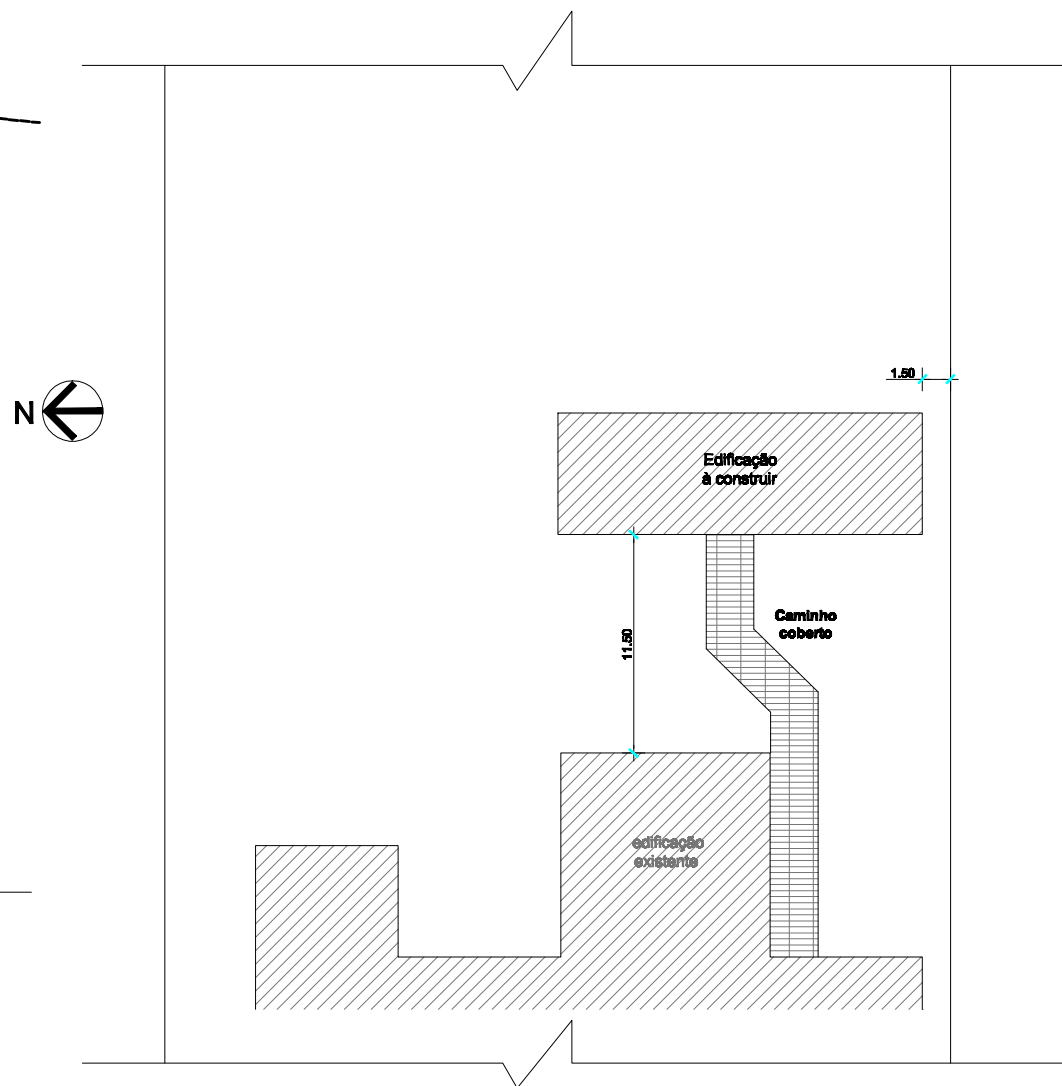 1.50
N
Edificação
à construir
Caminho
coberto
11.50
edificação
existente